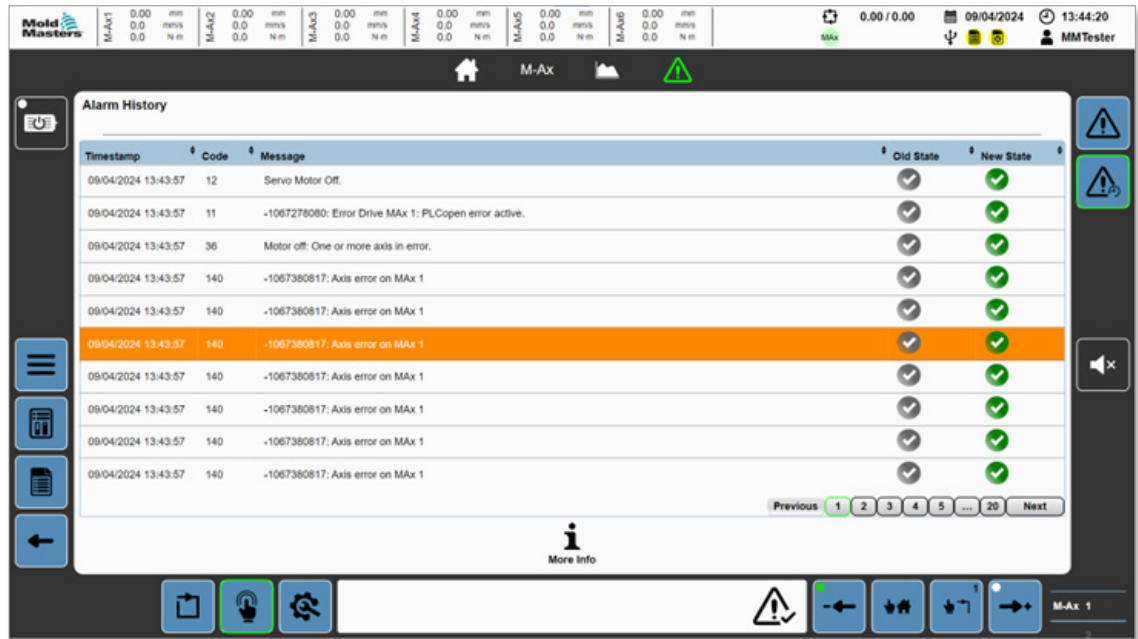 Mold Masters
M-Ax1 0.00 mm 0.0 mm/s 0.0 N·m
M-Ax2 0.00 mm 0.0 mm/s 0.0 N·m
M-Ax3 0.00 mm 0.0 mm/s 0.0 N·m
M-Ax4 0.00 mm 0.0 mm/s 0.0 N·m
M-Ax5 0.00 mm 0.0 mm/s 0.0 N·m
M-Ax6 0.00 mm 0.0 mm/s 0.0 N·m
MAx
0.00 / 0.00
09/04/2024
13:44:20
MMTester
M-Ax
Alarm History
Timestamp Code Message Old State New State
09/04/2024 13:43:57 12 Servo Motor Off.
09/04/2024 13:43:57 11 -1067278080: Error Drive MAx 1: PLCopen error active.
09/04/2024 13:43:57 36 Motor off: One or more axis in error.
09/04/2024 13:43:57 140 -1067380817: Axis error on MAx 1
09/04/2024 13:43:57 140 -1067380817: Axis error on MAx 1
09/04/2024 13:43:57 140 -1067380817: Axis error on MAx 1
09/04/2024 13:43:57 140 -1067380817: Axis error on MAx 1
09/04/2024 13:43:57 140 -1067380817: Axis error on MAx 1
09/04/2024 13:43:57 140 -1067380817: Axis error on MAx 1
09/04/2024 13:43:57 140 -1067380817: Axis error on MAx 1
Previous 1 2 3 4 5 ... 20 Next
More Info
1
M-Ax 1
2